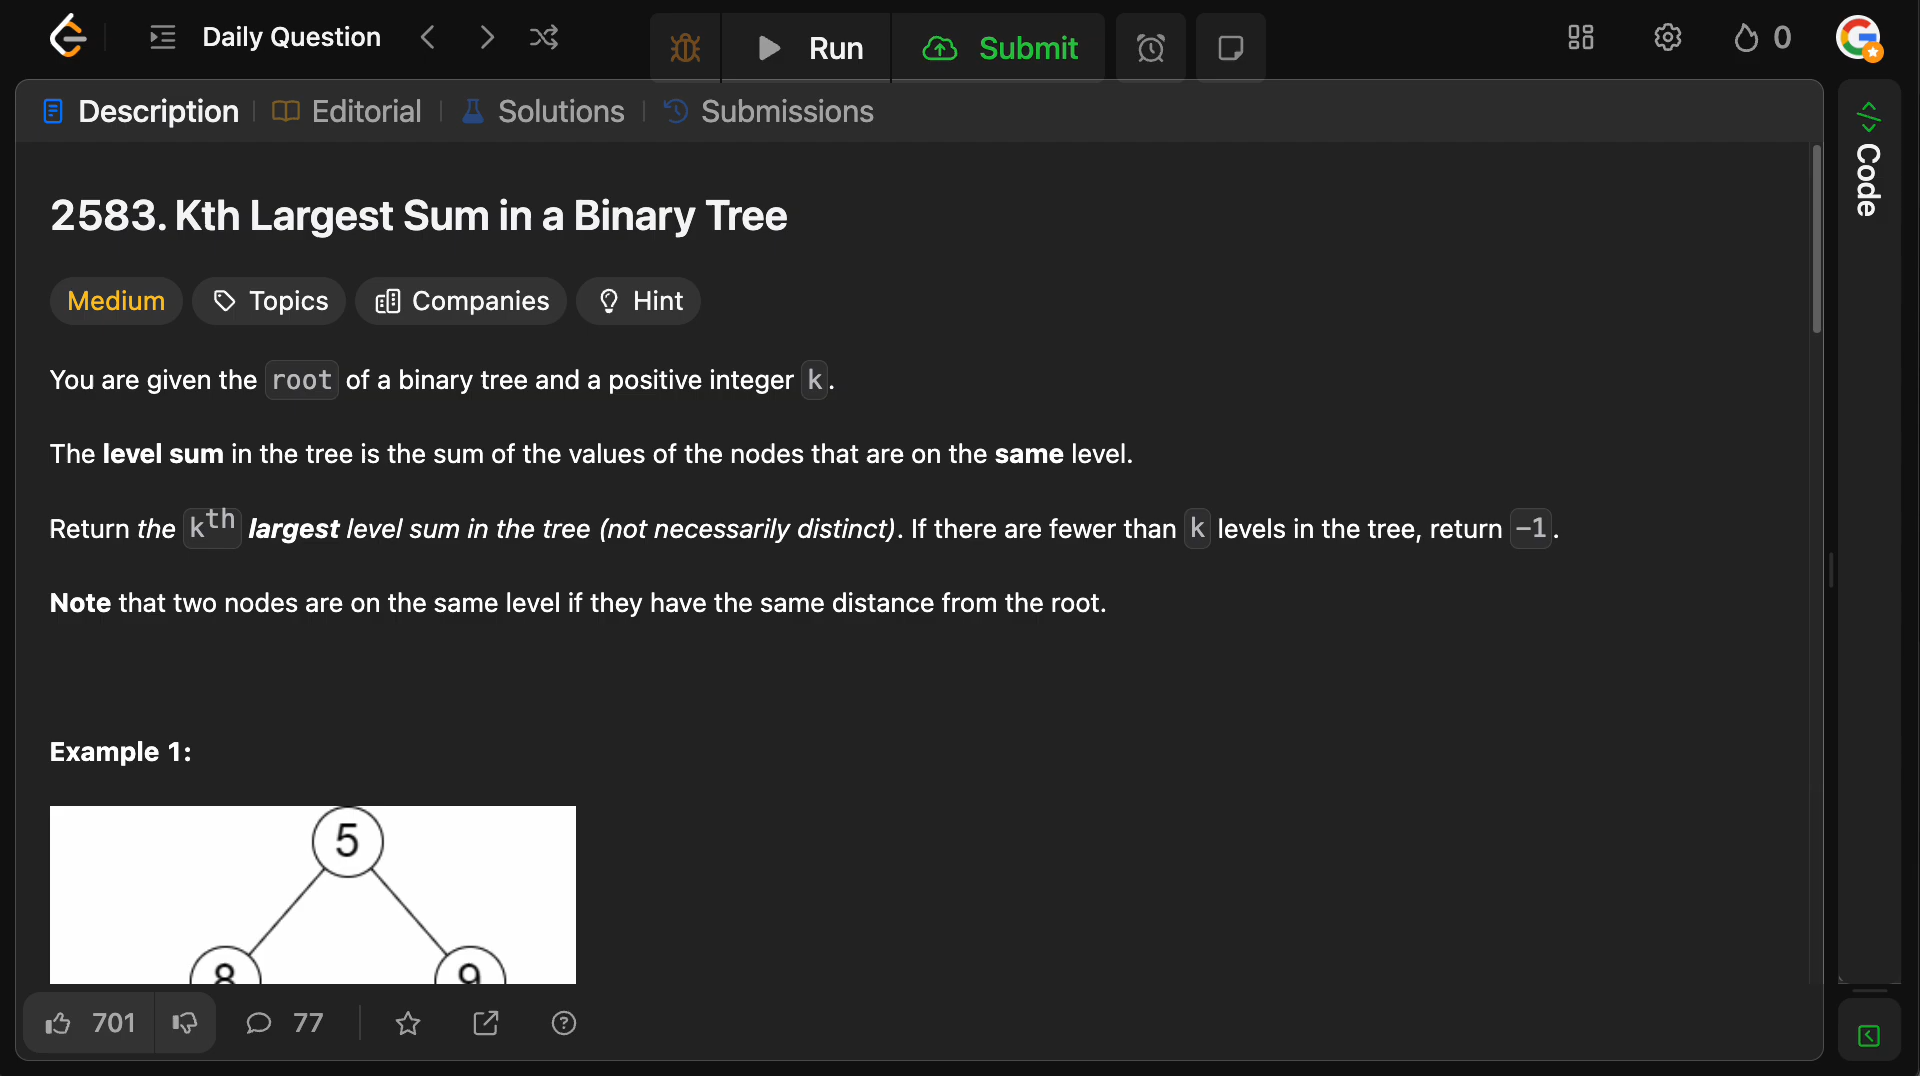 Daily Question
Run
Submit
0
Description
Editorial
Solutions
Submissions
Code
2583. Kth Largest Sum in a Binary Tree
Medium
Topics
Companies
Hint
You are given the root of a binary tree and a positive integer k.
The level sum in the tree is the sum of the values of the nodes that are on the same level.
Return the kth largest level sum in the tree (not necessarily distinct). If there are fewer than k levels in the tree, return -1.
Note that two nodes are on the same level if they have the same distance from the root.
Example 1:
5
8 9
701
77